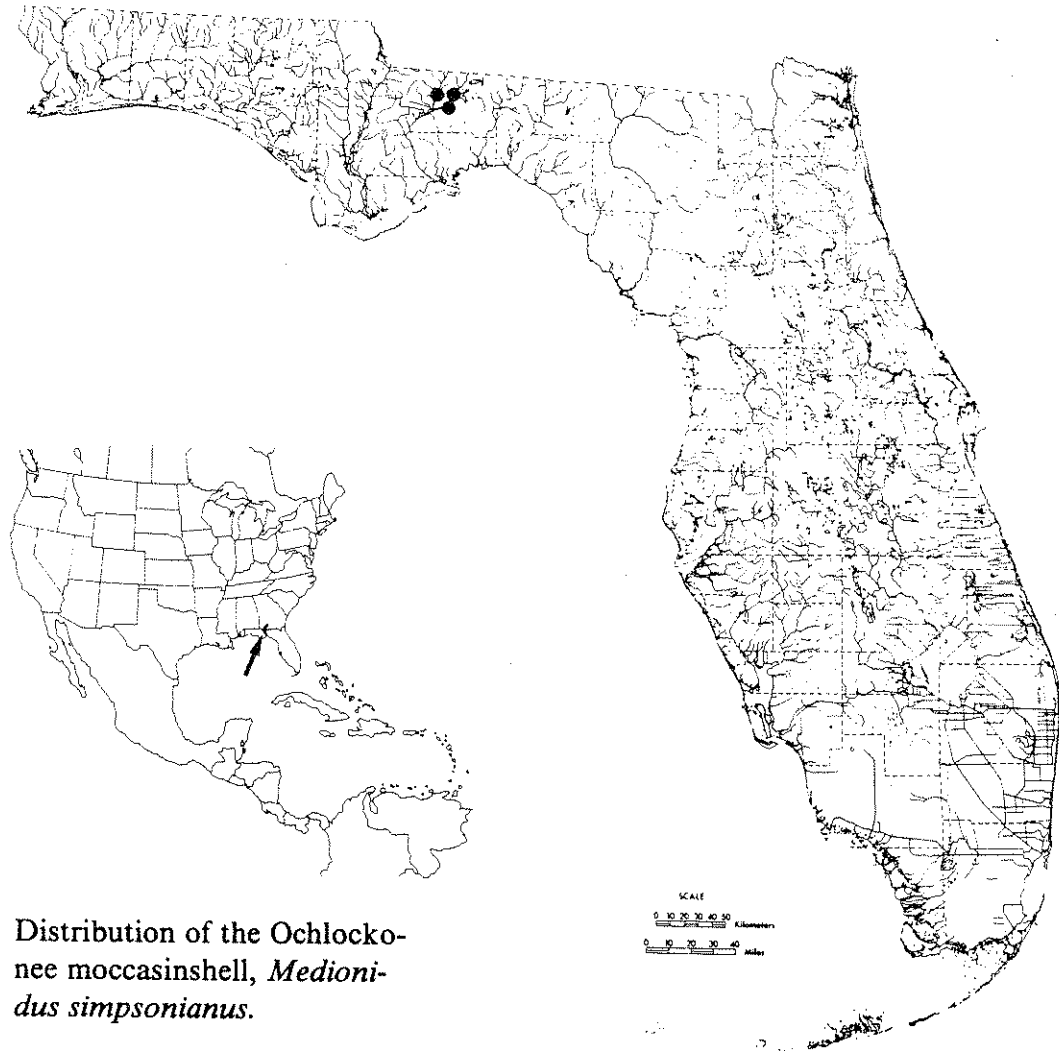 SCALE
0 10 20 30 40 50 Kilometers
0 10 20 30 40 Miles
Distribution of the Ochlocko-
nee moccasinshell, Medioni-
dus simpsonianus.